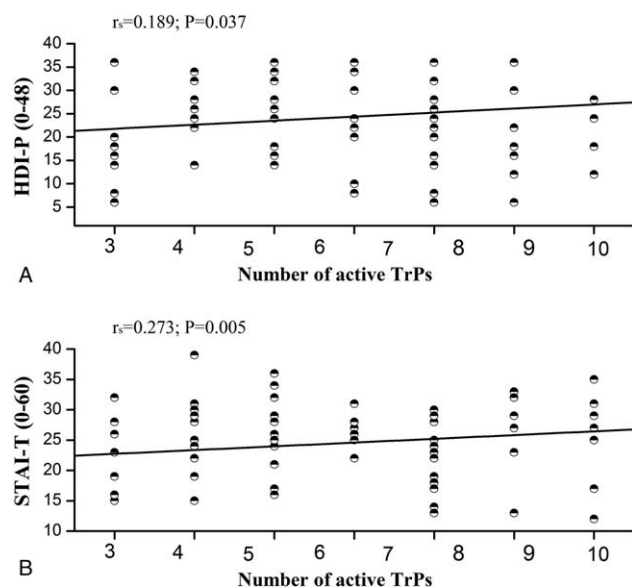 rs=0.189; P=0.037
HDI-P (0-48)
40
35
30
25
20
15
10
5
3 4 5 6 7 8 9 10
A
Number of active TrPs
rs=0.273; P=0.005
STAI-T (0-60)
40
35
30
25
20
15
10
3 4 5 6 7 8 9 10
B
Number of active TrPs